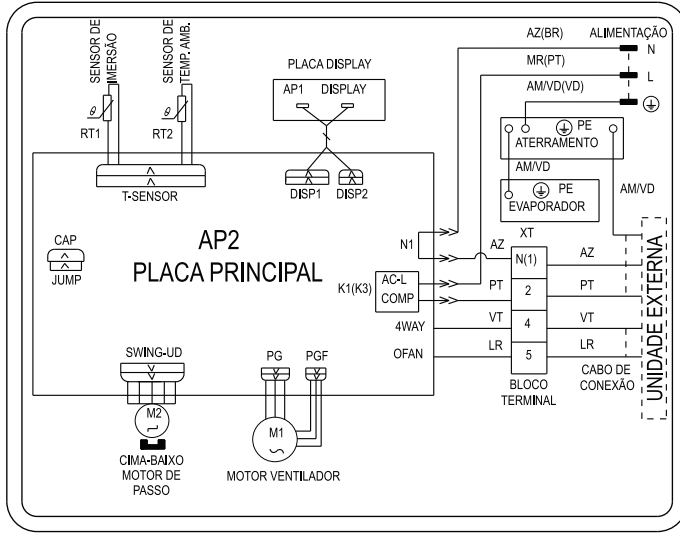 SENSOR DE
IMERSÃO
SENSOR DE
TEMP. AMB.
θ
RT1
θ
RT2
T-SENSOR
PLACA DISPLAY
AP1 DISPLAY
DISP1
DISP2
AZ(BR)
MR(PT)
AM/VD(VD)
ALIMENTAÇÃO
N
L
PE
ATERRAMENTO
AM/VD
PE
EVAPORADOR
AM/VD
AP2
PLACA PRINCIPAL
CAP
JUMP
N1
K1(K3)
AC-L
COMP
4WAY
OFAN
AZ
PT
VT
LR
XT
N(1)
2
4
5
BLOCO
TERMINAL
AZ
PT
VT
LR
CABO DE
CONEXÃO
UNIDADE EXTERNA
SWING-UD
M2
CIMA-BAIXO
MOTOR DE
PASSO
PG
PGF
M1
MOTOR VENTILADOR